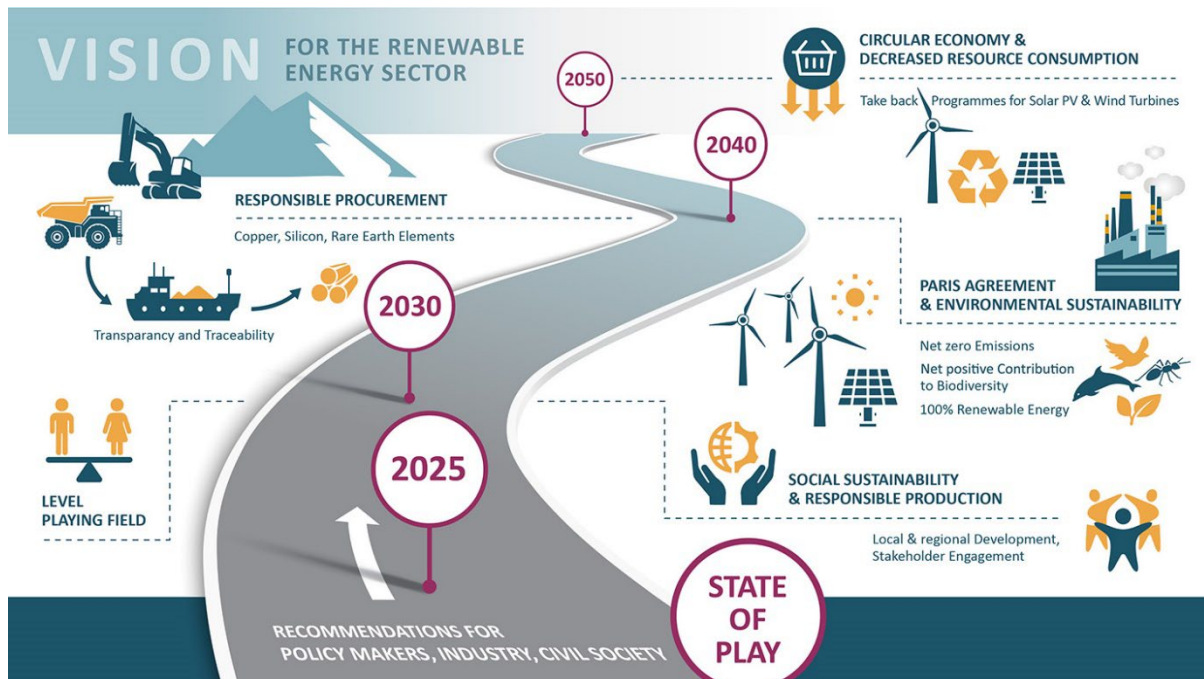 VISION
FOR THE RENEWABLE
ENERGY SECTOR
2050
CIRCULAR ECONOMY &
DECREASED RESOURCE CONSUMPTION
Take back Programmes for Solar PV & Wind Turbines
2040
RESPONSIBLE PROCUREMENT
Copper, Silicon, Rare Earth Elements
Transparancy and Traceability
2030
PARIS AGREEMENT
& ENVIRONMENTAL SUSTAINABILITY
Net zero Emissions
Net positive Contribution
to Biodiversity
100% Renewable Energy
LEVEL
PLAYING FIELD
2025
SOCIAL SUSTAINABILITY
& RESPONSIBLE PRODUCTION
Local & regional Development,
Stakeholder Engagement
STATE
OF
PLAY
RECOMMENDATIONS FOR
POLICY MAKERS, INDUSTRY, CIVIL SOCIETY